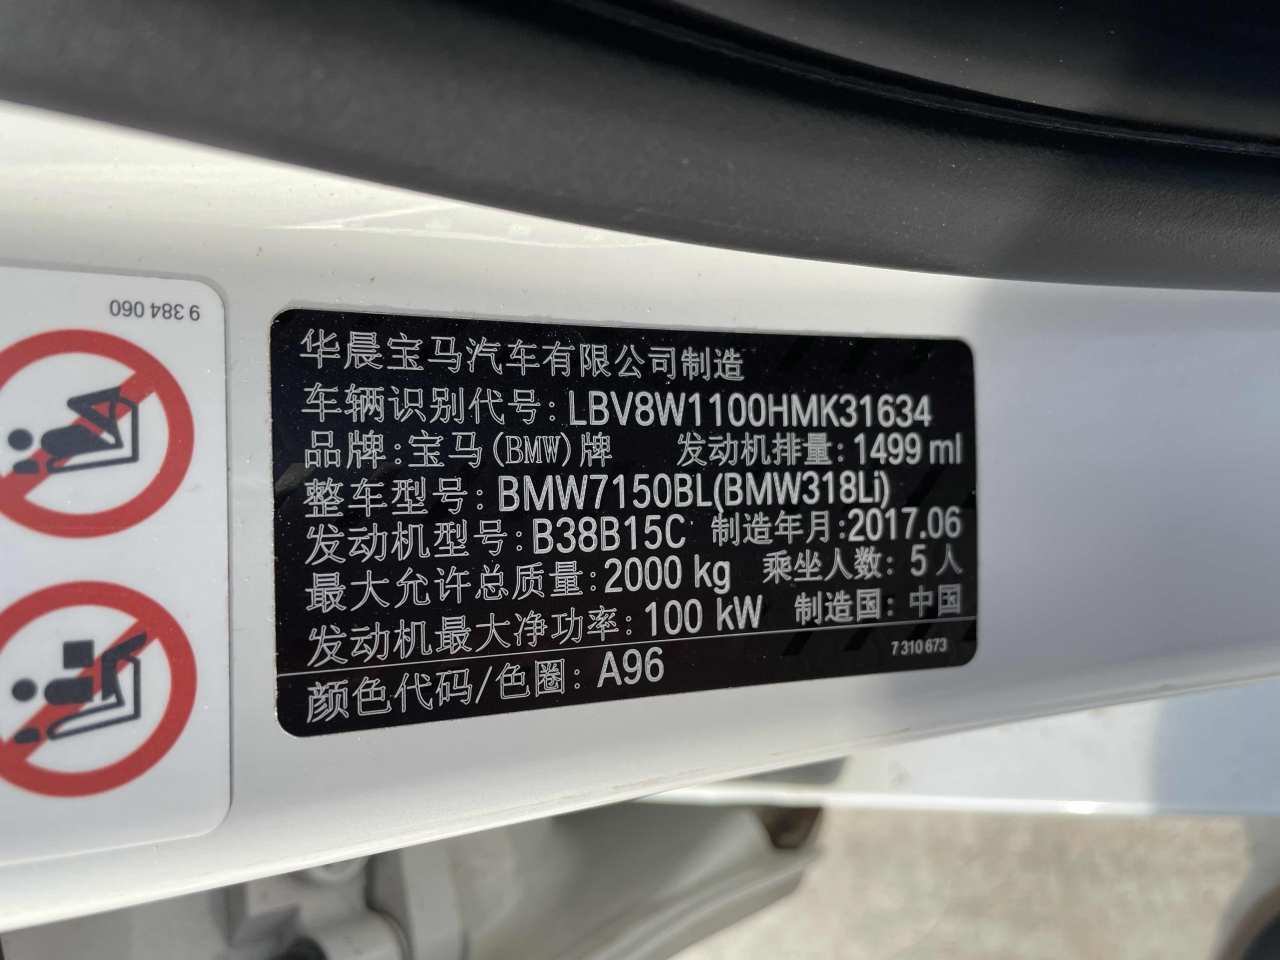 9 384 060
华晨宝马汽车有限公司制造
车辆识别代号: LBV8W1100HMK31634
品牌:宝马(BMW)牌 发动机排量: 1499 ml
整车型号: BMW7150BL(BMW318Li)
发动机型号: B38B15C 制造年月:2017.06
最大允许总质量:2000 kg 乘坐人数: 5 人
发动机最大净功率: 100 kW 制造国: 中国
7 310 673
颜色代码/色圈: A96